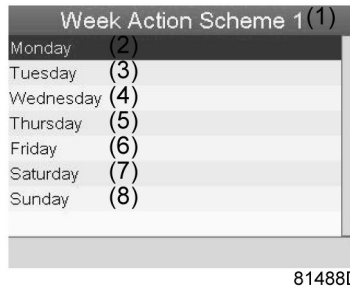 Week Action Scheme 1(1)
Monday (2)
Tuesday (3)
Wednesday (4)
Thursday (5)
Friday (6)
Saturday (7)
Sunday (8)
81488D